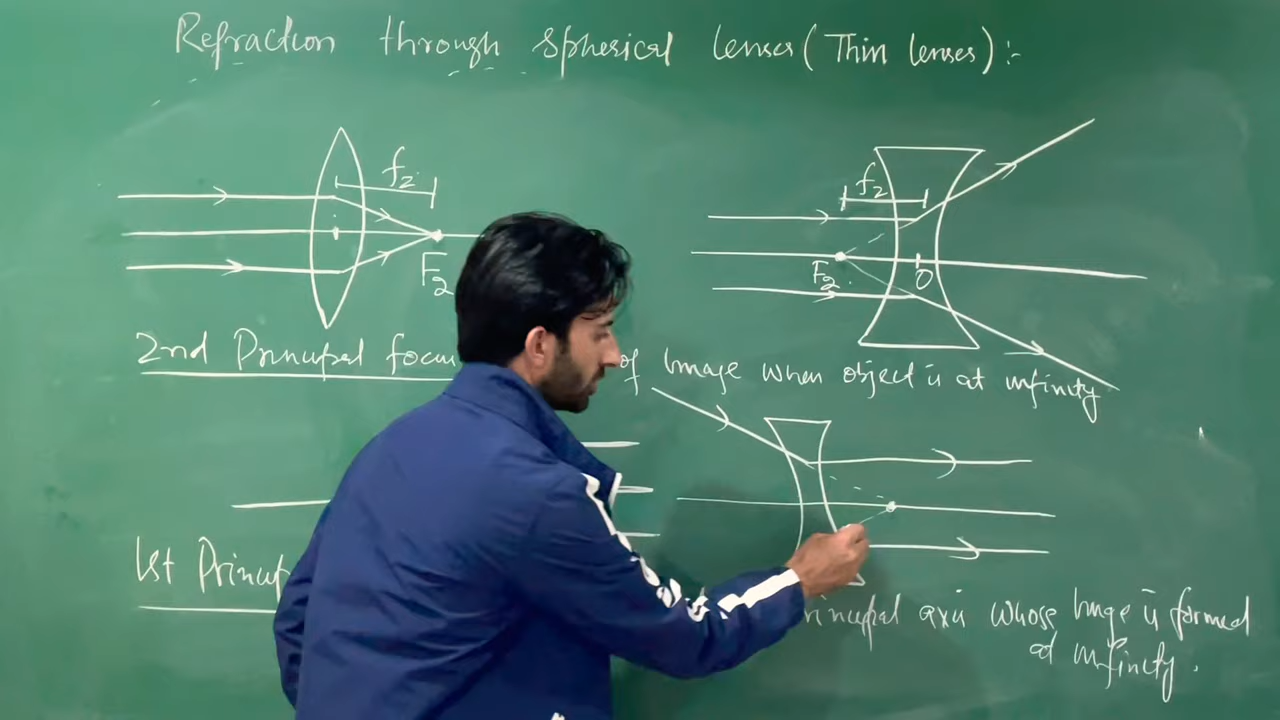 Refraction through Spherical lenses (Thin lenses) :-
f2
f2
F2
F2
O
2nd Principal focus of Image when object is at infinity
1st Princip rincipal axis whose Image is formed
at infinity.